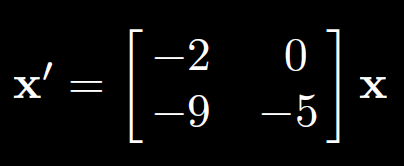 x′ = [ −2 0 ; −9 −5 ] x